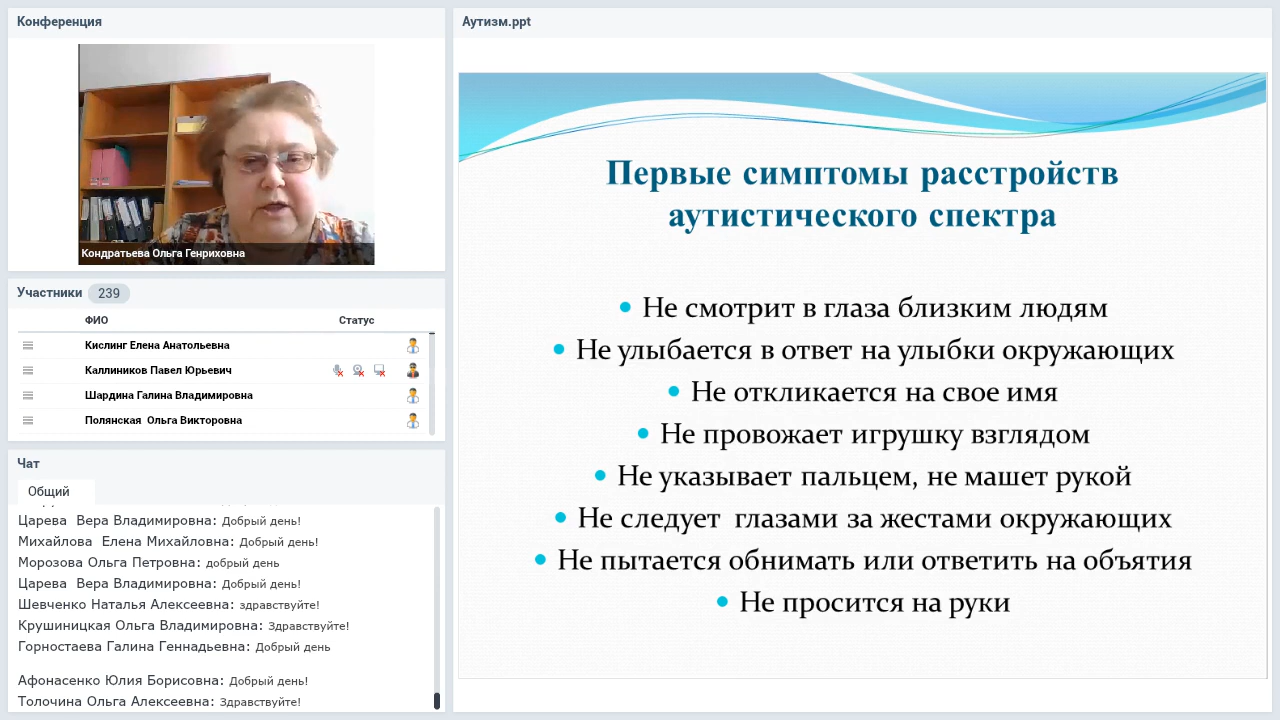 Конференция
Кондратьева Ольга Генриховна
Участники 239
ФИО Статус
Кислинг Елена Анатольевна
Каллиников Павел Юрьевич
Шардина Галина Владимировна
Полянская Ольга Викторовна
Чат
Общий
Царева Вера Владимировна: Добрый день!
Михайлова Елена Михайловна: Добрый день!
Морозова Ольга Петровна: добрый день
Царева Вера Владимировна: Добрый день!
Шевченко Наталья Алексеевна: здравствуйте!
Крушиницкая Ольга Владимировна: Здравствуйте!
Горностаева Галина Геннадьевна: Добрый день
Афонасенко Юлия Борисовна: Добрый день!
Толочина Ольга Алексеевна: Здравствуйте!
Аутизм.ppt
Первые симптомы расстройств
аутистического спектра
• Не смотрит в глаза близким людям
• Не улыбается в ответ на улыбки окружающих
• Не откликается на свое имя
• Не провожает игрушку взглядом
• Не указывает пальцем, не машет рукой
• Не следует глазами за жестами окружающих
• Не пытается обнимать или ответить на объятия
• Не просится на руки